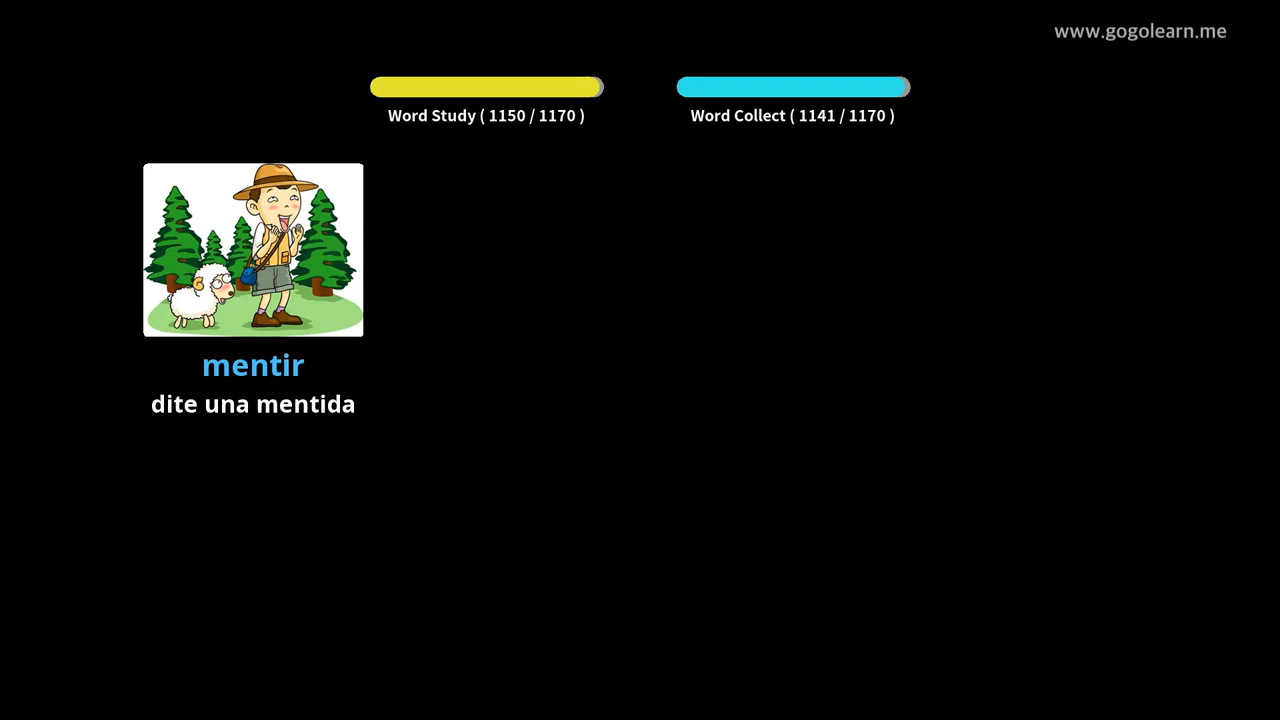 www.gogolearn.me
Word Study ( 1150 / 1170 )
Word Collect ( 1141 / 1170 )
mentir
dite una mentida